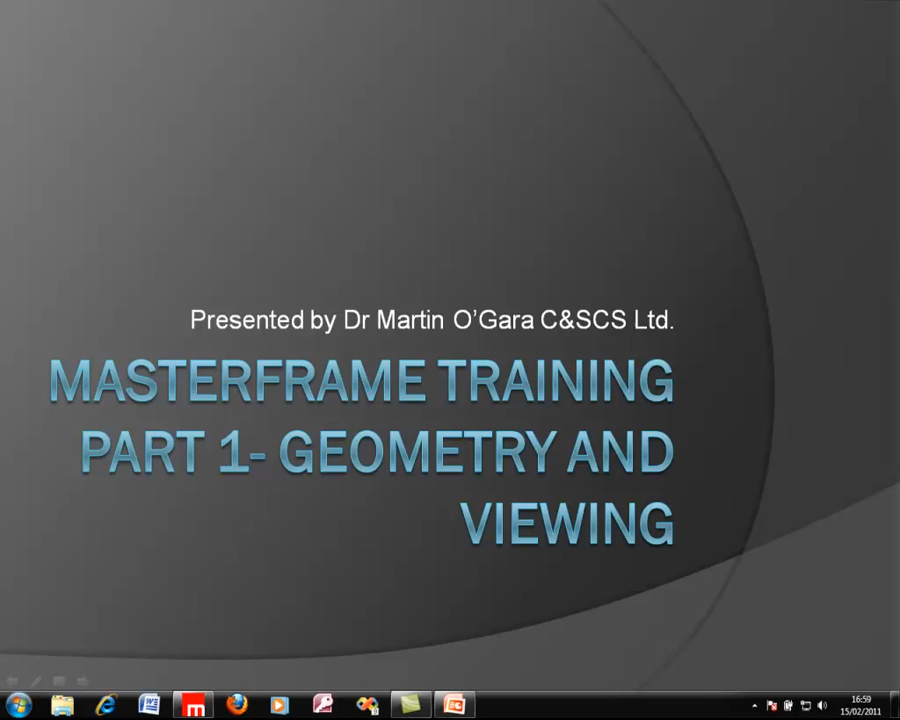 Presented by Dr Martin O’Gara C&SCS Ltd.
MASTERFRAME TRAINING
PART 1- GEOMETRY AND
VIEWING
16:59
15/02/2011